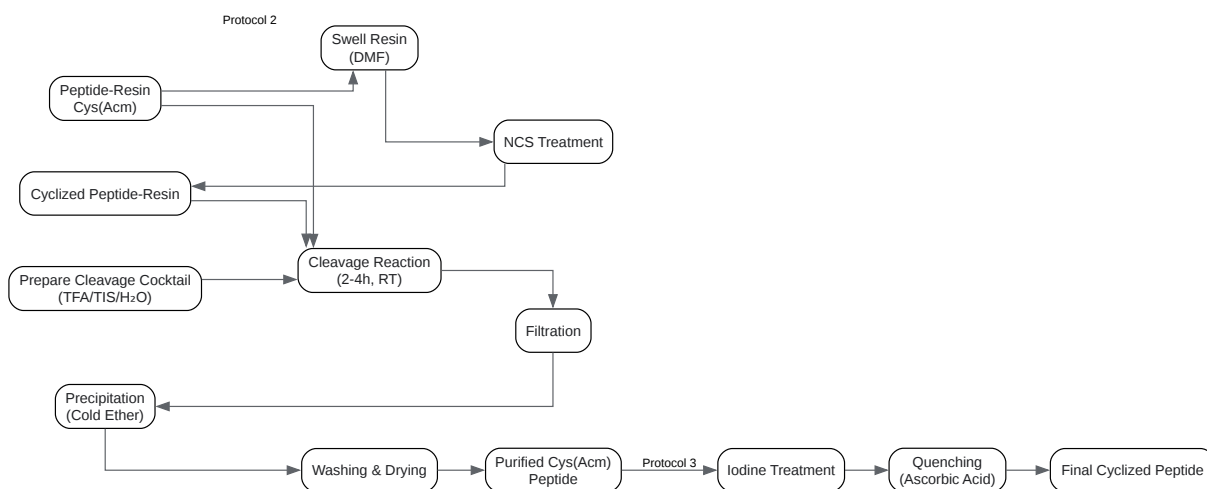 Protocol 2
Swell Resin
(DMF)
Peptide-Resin
Cys(Acm)
NCS Treatment
Cyclized Peptide-Resin
Cleavage Reaction
(2-4h, RT)
Prepare Cleavage Cocktail
(TFA/TIS/H₂O)
Filtration
Precipitation
(Cold Ether)
Washing & Drying
Purified Cys(Acm)
Peptide
Protocol 3
Iodine Treatment
Quenching
(Ascorbic Acid)
Final Cyclized Peptide